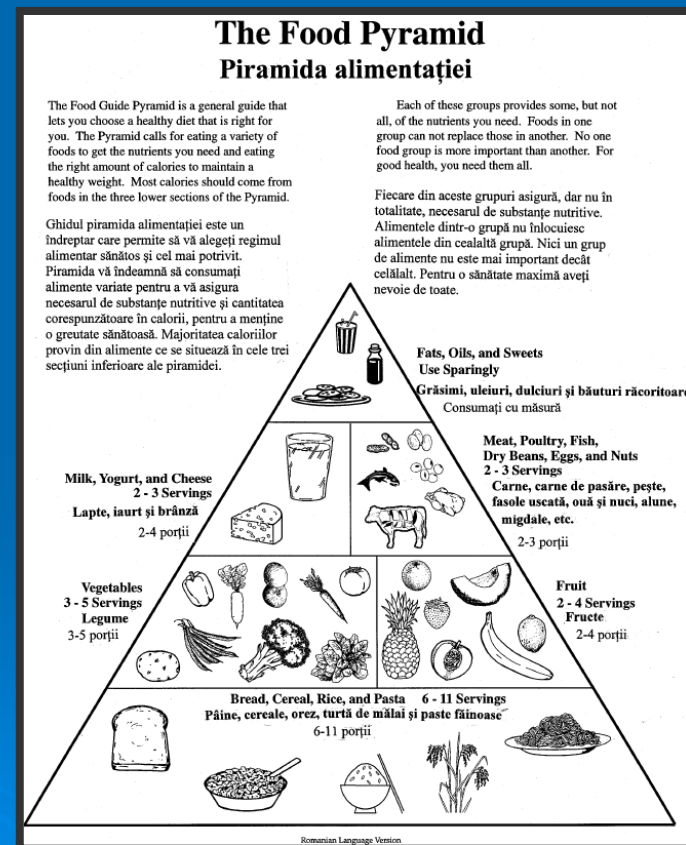 The Food Pyramid
Piramida alimentației
The Food Guide Pyramid is a general guide that
lets you choose a healthy diet that is right for
you. The Pyramid calls for eating a variety of
foods to get the nutrients you need and eating
the right amount of calories to maintain a
healthy weight. Most calories should come from
foods in the three lower sections of the Pyramid.
Ghidul piramida alimentației este un
îndreptar care permite să vă alegeți regimul
alimentar sănătos și cel mai potrivit.
Piramida vă îndeamnă să consumați
alimente variate pentru a vă asigura
necesarul de substanțe nutritive și cantitatea
corespunzătoare în calorii, pentru a menține
o greutate sănătoasă. Majoritatea caloriilor
provin din alimente ce se situează în cele trei
secțiuni inferioare ale piramidei.
Each of these groups provides some, but not
all, of the nutrients you need. Foods in one
group can not replace those in another. No one
food group is more important than another. For
good health, you need them all.
Fiecare din aceste grupuri asigură, dar nu în
totalitate, necesarul de substanțe nutritive.
Alimentele dintr-o grupă nu înlocuiesc
alimentele din cealaltă grupă. Nici un grup
de alimente nu este mai important decât
celălalt. Pentru o sănătate maximă aveți
nevoie de toate.
Fats, Oils, and Sweets
Use Sparingly
Grăsimi, uleiuri, dulciuri și băuturi răcoritoare
Consumați cu măsură
Milk, Yogurt, and Cheese
2 - 3 Servings
Lapte, iaurt și brânză
2-4 porții
Meat, Poultry, Fish,
Dry Beans, Eggs, and Nuts
2 - 3 Servings
Carne, carne de pasăre, pește,
fasole uscată, ouă și nuci, alune,
migdale, etc.
2-3 porții
Vegetables
3 - 5 Servings
Legume
3-5 porții
Fruit
2 - 4 Servings
Fructe
2-4 porții
Bread, Cereal, Rice, and Pasta 6 - 11 Servings
Pâine, cereale, orez, turtă de mălai și paste făinoase
6-11 porții
Romanian Language Version